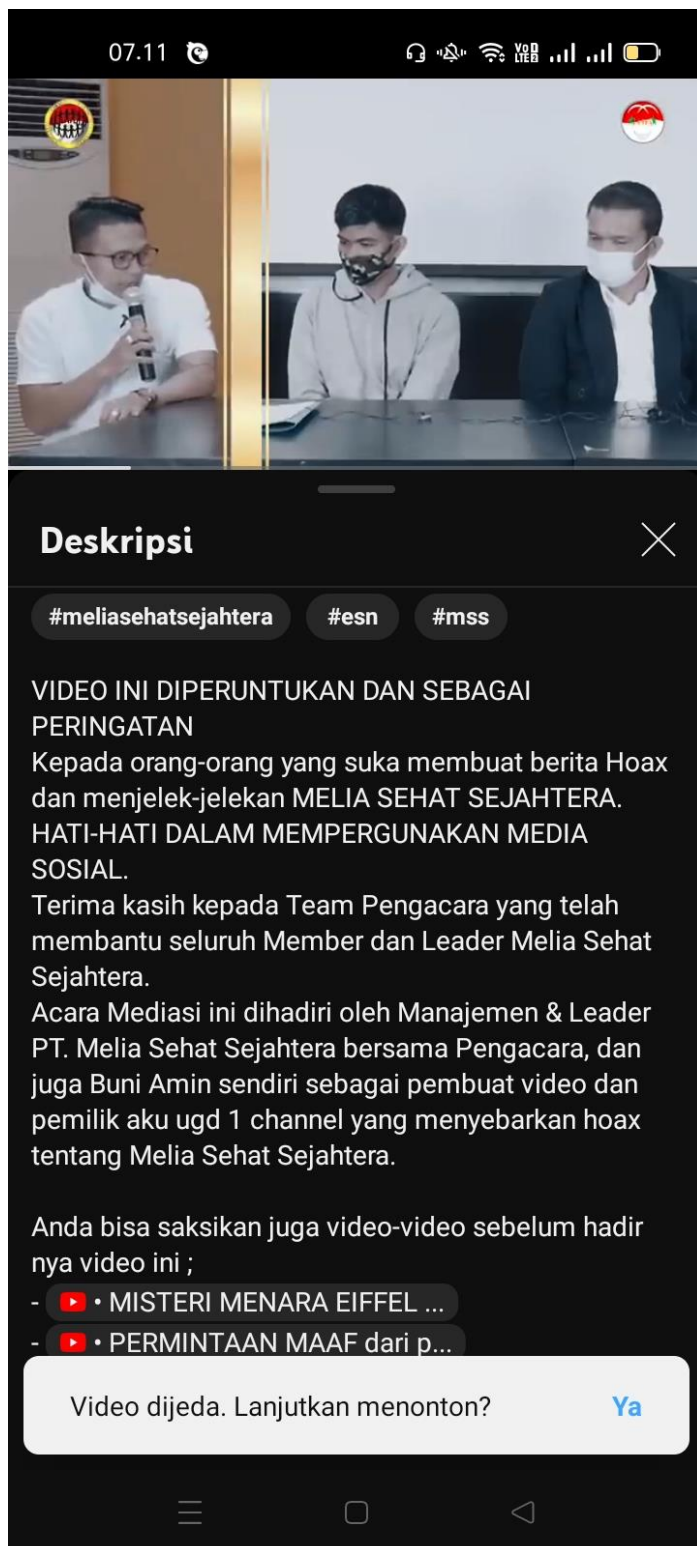 07.11
Vo)
LTE2
Deskripsi
#meliasehatsejahtera #esn #mss
VIDEO INI DIPERUNTUKAN DAN SEBAGAI
PERINGATAN
Kepada orang-orang yang suka membuat berita Hoax
dan menjelek-jelekan MELIA SEHAT SEJAHTERA.
HATI-HATI DALAM MEMPERGUNAKAN MEDIA
SOSIAL.
Terima kasih kepada Team Pengacara yang telah
membantu seluruh Member dan Leader Melia Sehat
Sejahtera.
Acara Mediasi ini dihadiri oleh Manajemen & Leader
PT. Melia Sehat Sejahtera bersama Pengacara, dan
juga Buni Amin sendiri sebagai pembuat video dan
pemilik aku ugd 1 channel yang menyebarkan hoax
tentang Melia Sehat Sejahtera.
Anda bisa saksikan juga video-video sebelum hadir
nya video ini ;
- • MISTERI MENARA EIFFEL ...
- • PERMINTAAN MAAF dari p...
Video dijeda. Lanjutkan menonton? Ya